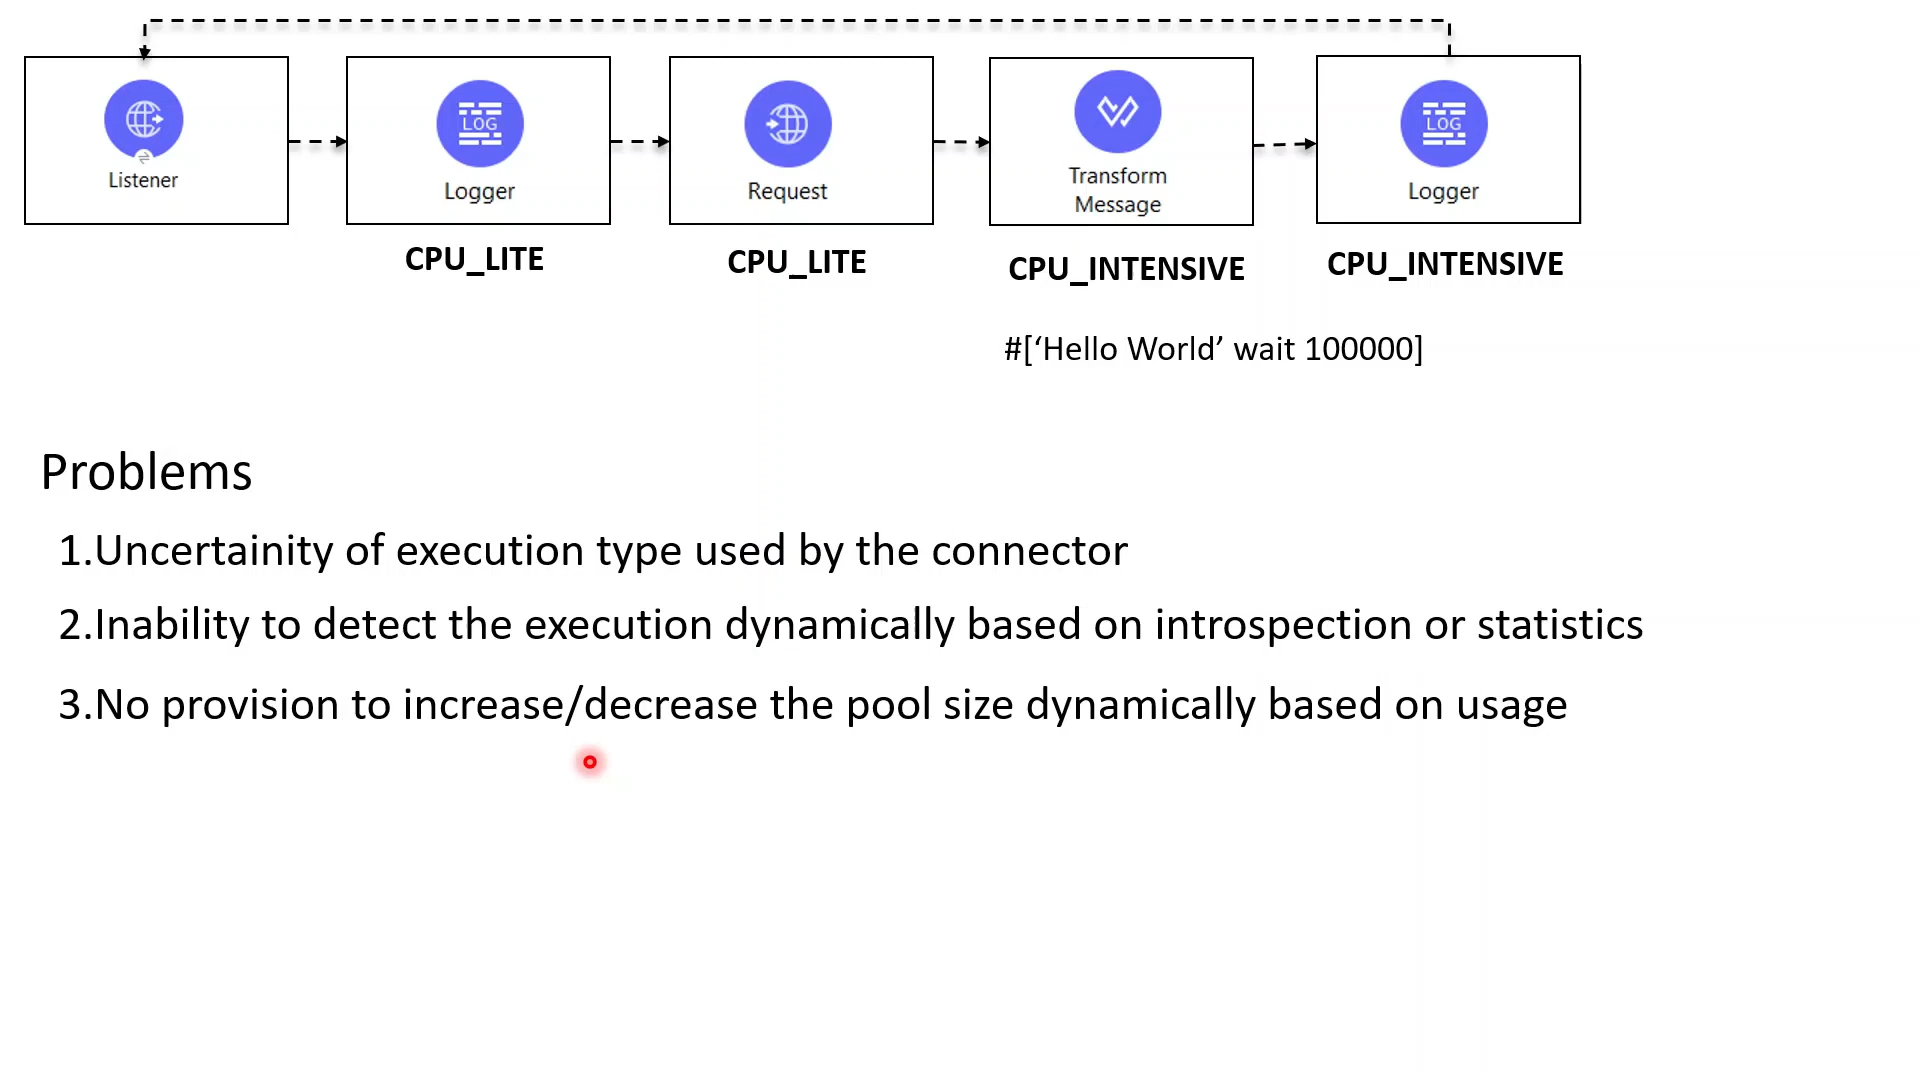 Listener
LOG
Logger
Request
Transform
Message
LOG
Logger
CPU_LITE
CPU_LITE
CPU_INTENSIVE
CPU_INTENSIVE
#[‘Hello World’ wait 100000]
Problems
1.Uncertainity of execution type used by the connector
2.Inability to detect the execution dynamically based on introspection or statistics
3.No provision to increase/decrease the pool size dynamically based on usage